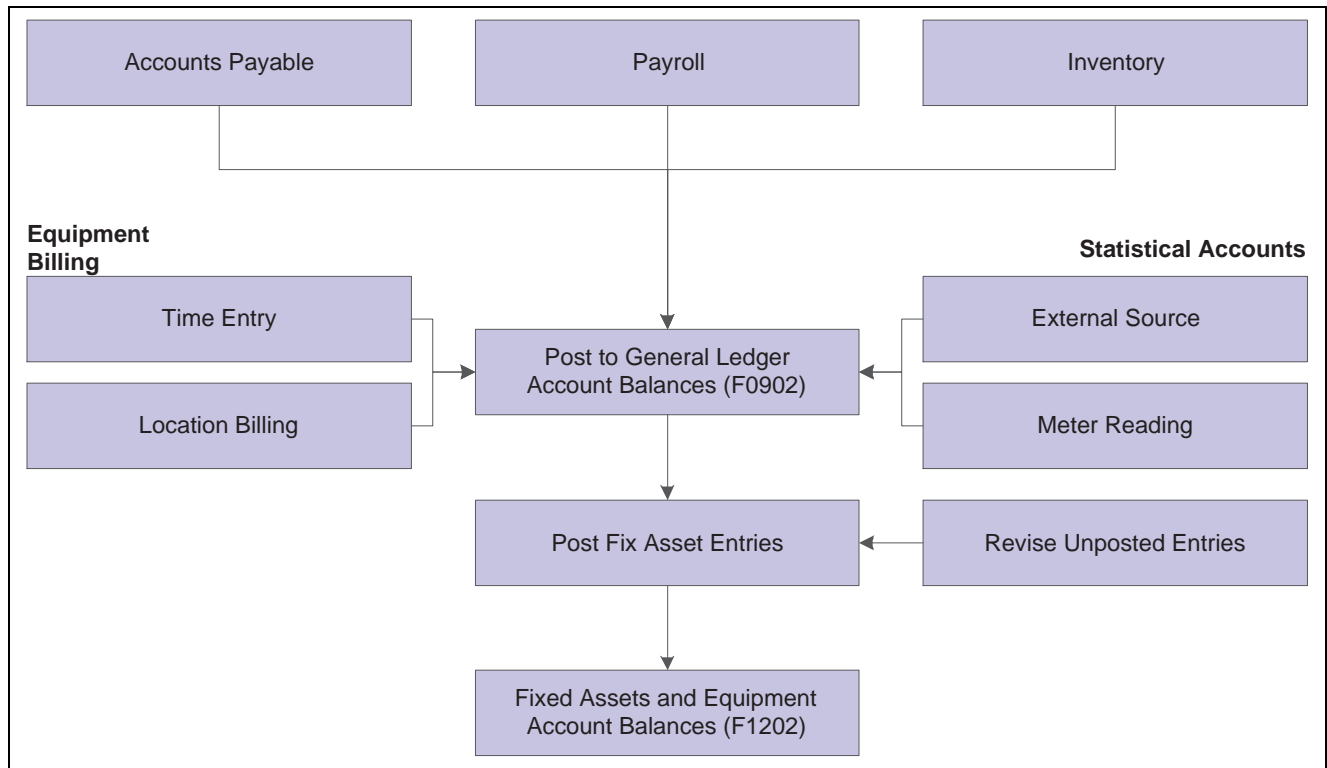 Accounts Payable
Payroll
Inventory
Equipment
Billing
Statistical Accounts
Time Entry
External Source
Post to General Ledger
Account Balances (F0902)
Location Billing
Meter Reading
Post Fix Asset Entries
Revise Unposted Entries
Fixed Assets and Equipment
Account Balances (F1202)